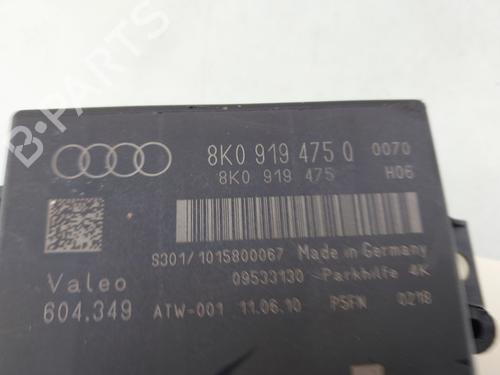 8K0 919 475 Q 0070
8K0 919 475 H06
S301/1015800067 Made in Germany
Valeo 09533130 -Parkhilfe 4K
604.349 ATW-001 11.06.10 P5FN 0218
B-PARTS